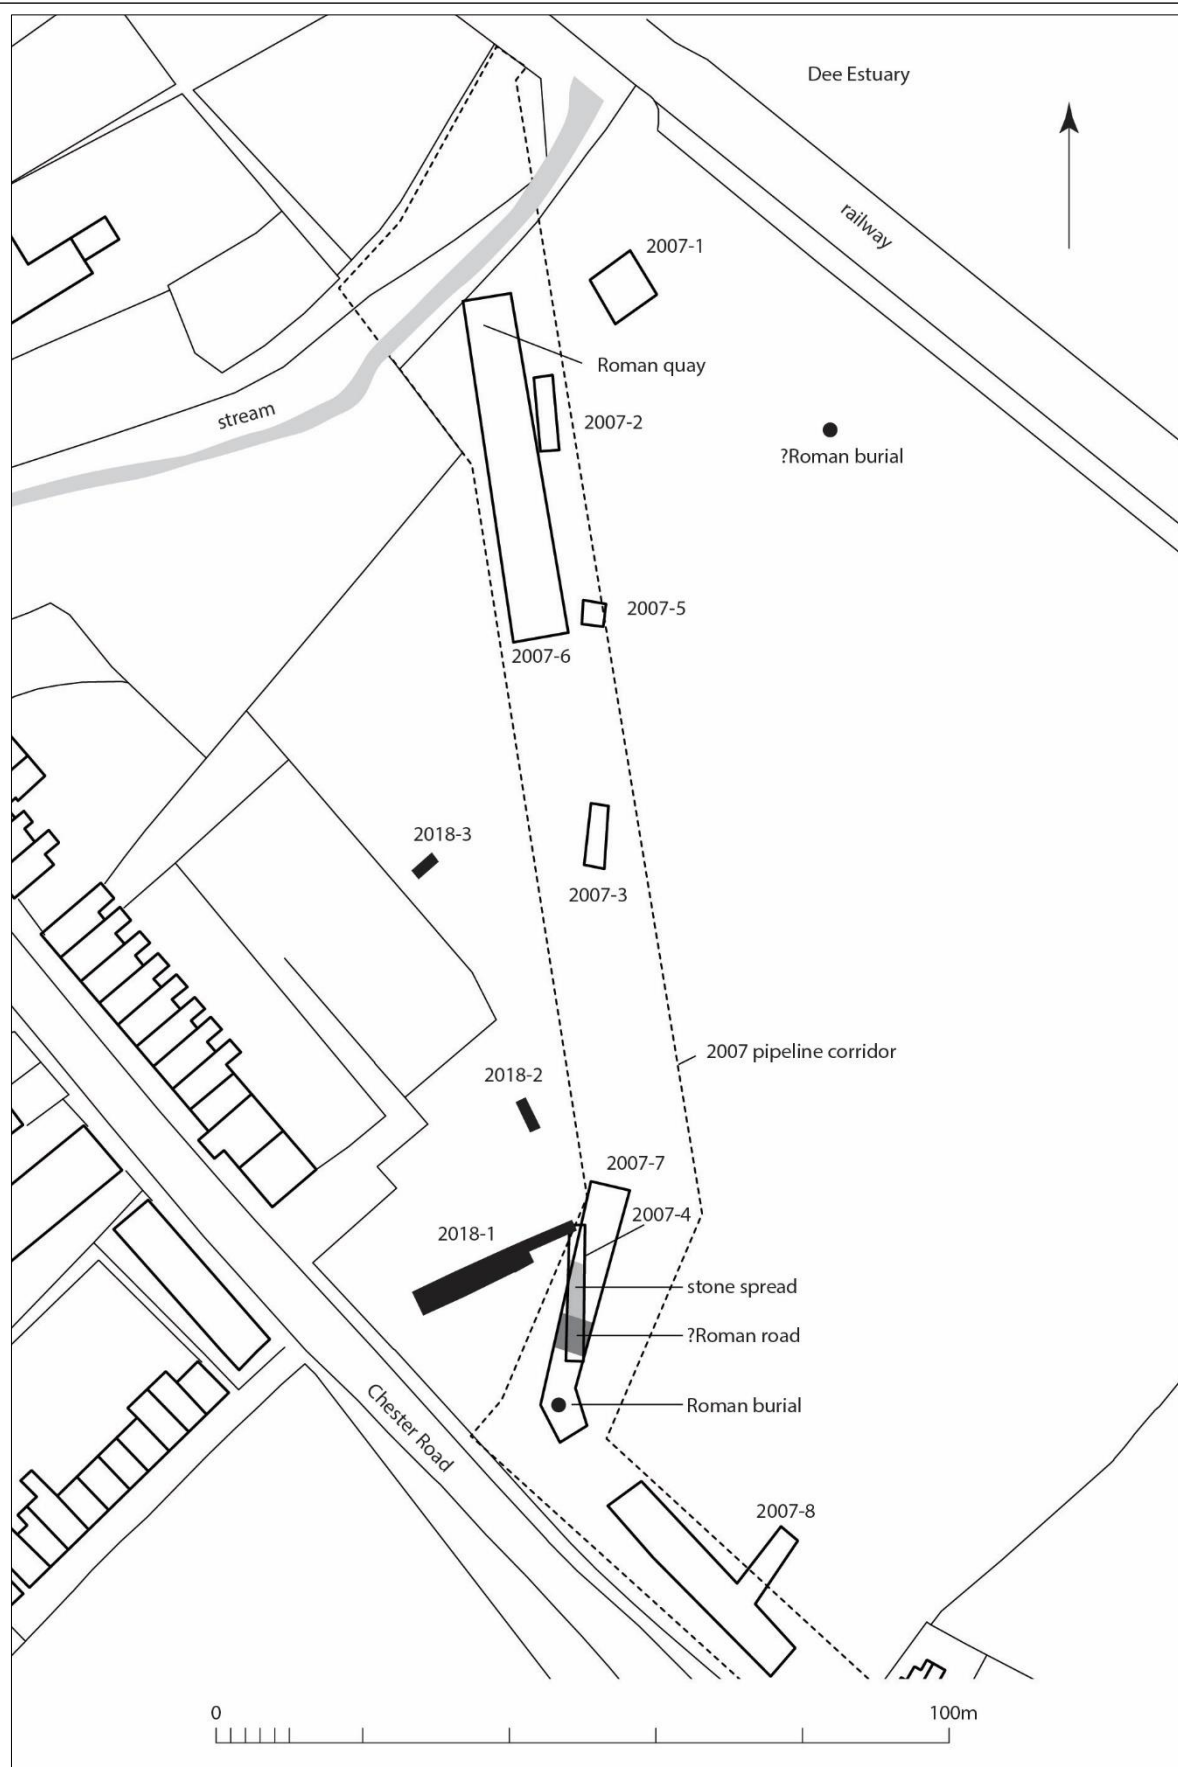 Dee Estuary
railway
2007-1
Roman quay
2007-2
stream
?Roman burial
2007-5
2007-6
2018-3
2007-3
2007 pipeline corridor
2018-2
2007-7
2007-4
2018-1
stone spread
?Roman road
Roman burial
Chester Road
2007-8
0
100m